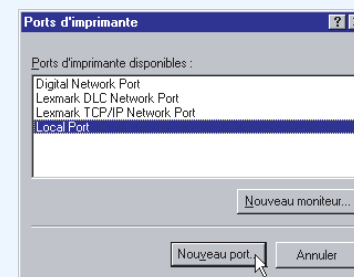 Ports d'imprimante
Ports d'imprimante disponibles :
Digital Network Port
Lexmark DLC Network Port
Lexmark TCP/IP Network Port
Local Port
Nouveau moniteur...
Nouveau port... Annuler